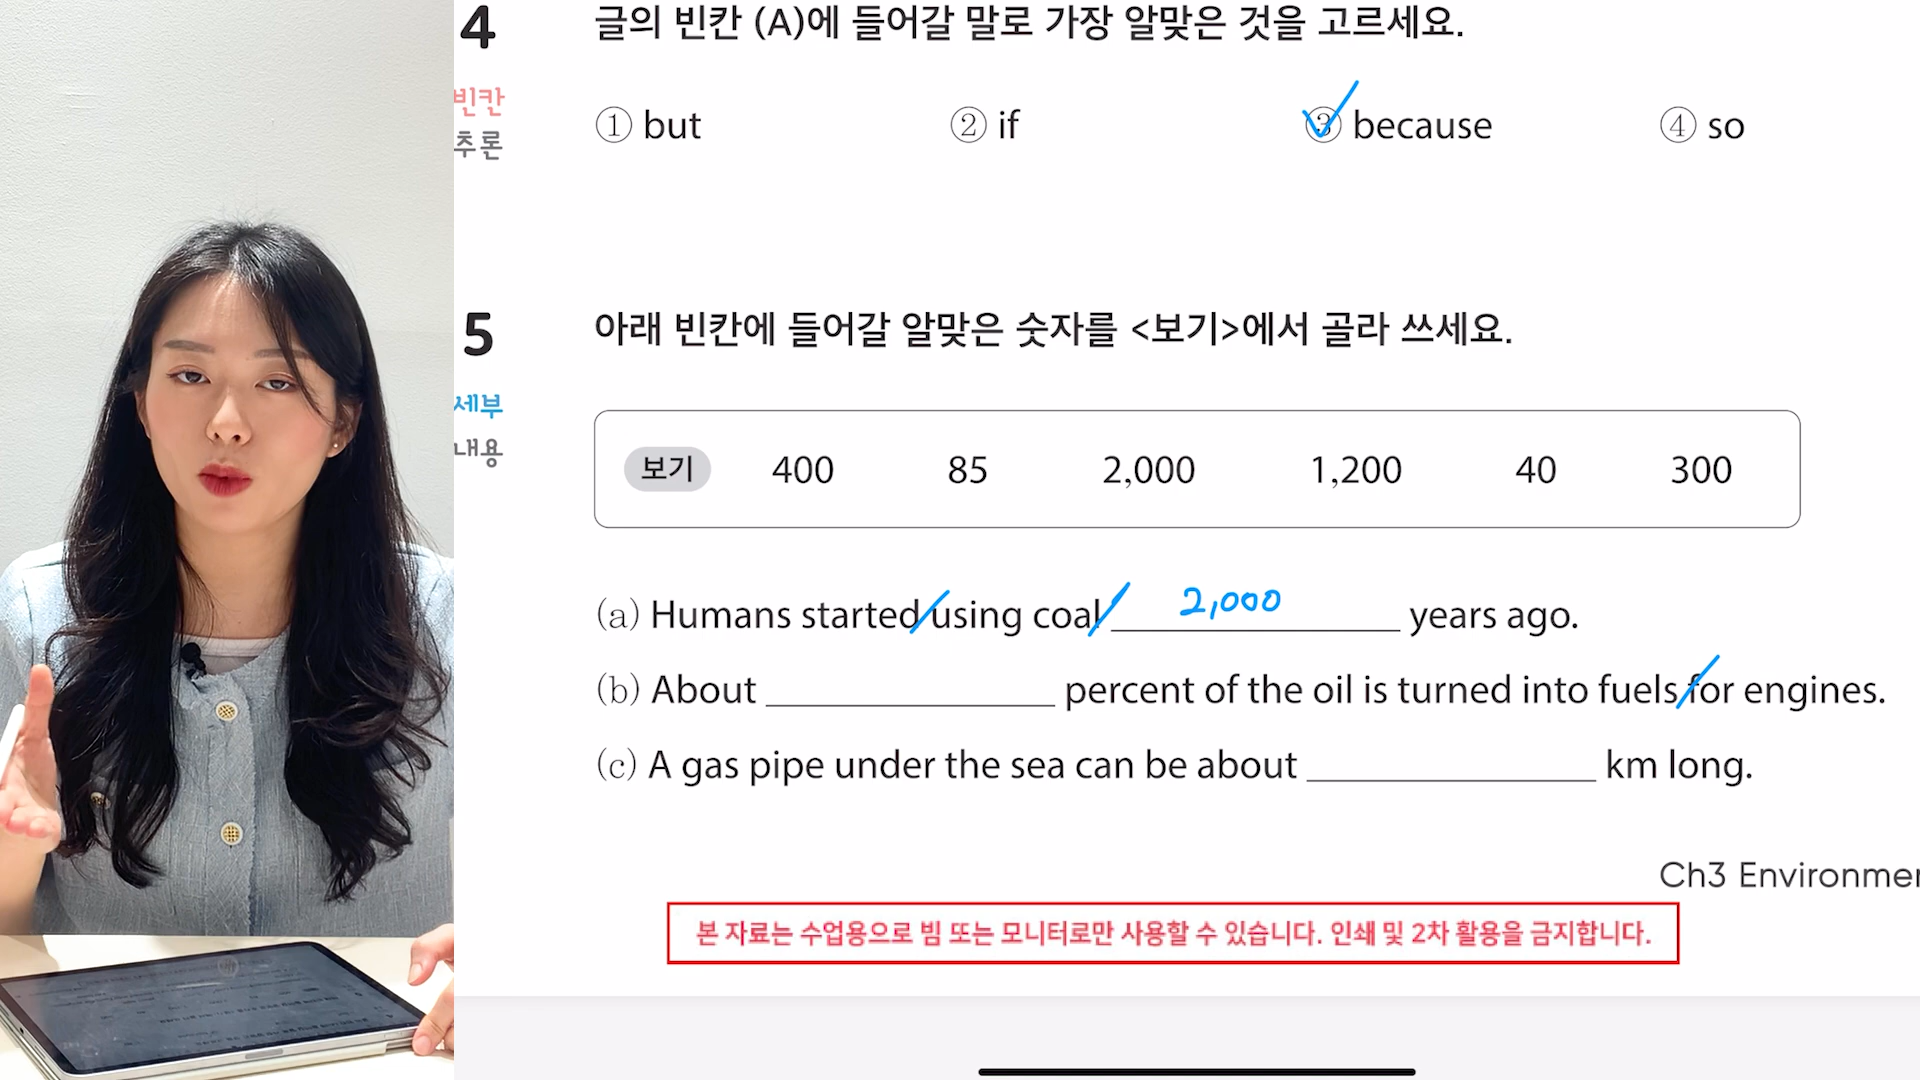 4
글의 빈칸 (A)에 들어갈 말로 가장 알맞은 것을 고르세요.
빈칸
추론
① but ② if ③ because ④ so
5
아래 빈칸에 들어갈 알맞은 숫자를 <보기>에서 골라 쓰세요.
세부
내용
보기 400 85 2,000 1,200 40 300
(a) Humans started using coal 2,000 years ago.
(b) About ____ percent of the oil is turned into fuels for engines.
(c) A gas pipe under the sea can be about ____ km long.
Ch3 Environmen
본 자료는 수업용으로 빔 또는 모니터로만 사용할 수 있습니다. 인쇄 및 2차 활용을 금지합니다.